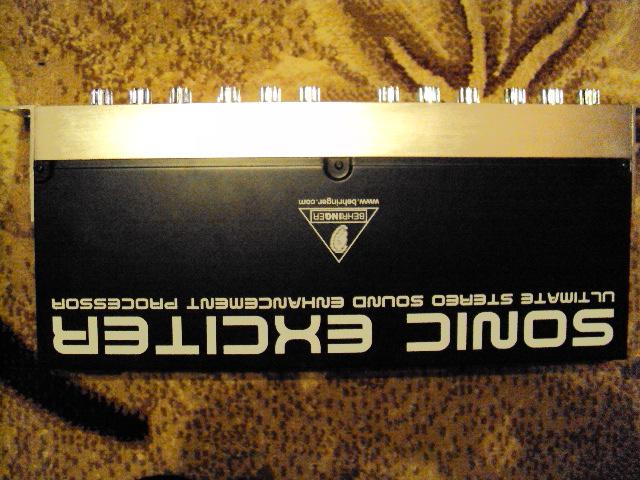 SONIC EXCITER
ULTIMATE STEREO SOUND ENHANCEMENT PROCESSOR
BEHRINGER
www.behringer.com